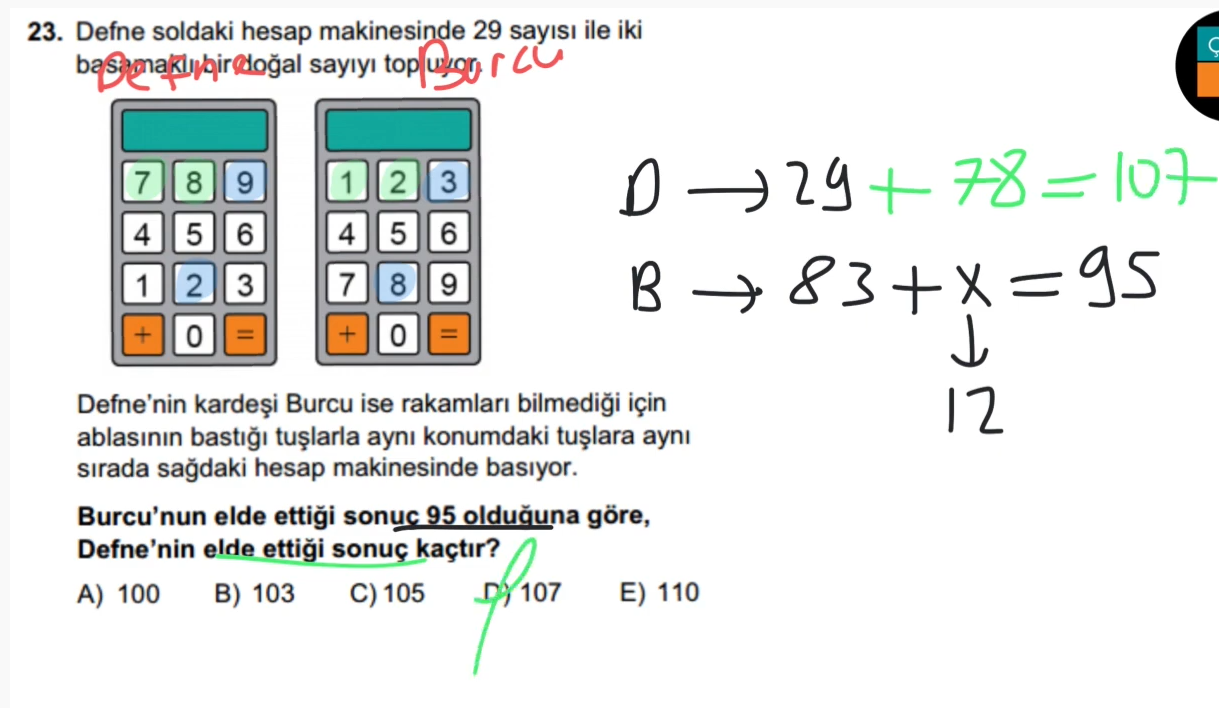 23. Defne soldaki hesap makinesinde 29 sayısı ile iki
basamaklı bir doğal sayıyı topluyor.
Defne Burcu
7 8 9 1 2 3
4 5 6 4 5 6
1 2 3 7 8 9
+ 0 = + 0 =
D → 29 + 78 = 107
B → 83 + x = 95
↓
12
Defne'nin kardeşi Burcu ise rakamları bilmediği için
ablasının bastığı tuşlarla aynı konumdaki tuşlara aynı
sırada sağdaki hesap makinesinde basıyor.
Burcu'nun elde ettiği sonuç 95 olduğuna göre,
Defne'nin elde ettiği sonuç kaçtır?
A) 100 B) 103 C) 105 D) 107 E) 110